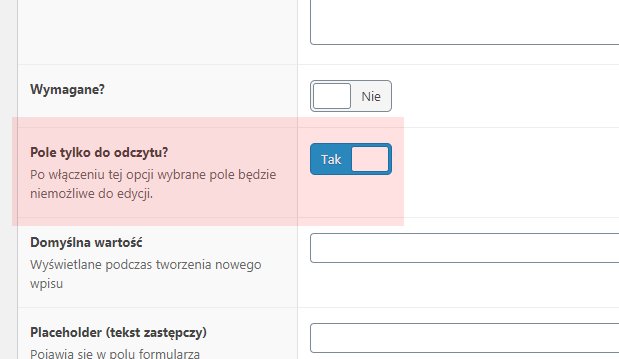 Wymagane?
Nie
Pole tylko do odczytu?
Tak
Po włączeniu tej opcji wybrane pole będzie
niemożliwe do edycji.
Domyślna wartość
Wyświetlane podczas tworzenia nowego
wpisu
Placeholder (tekst zastępczy)
Pojawia się w polu formularza